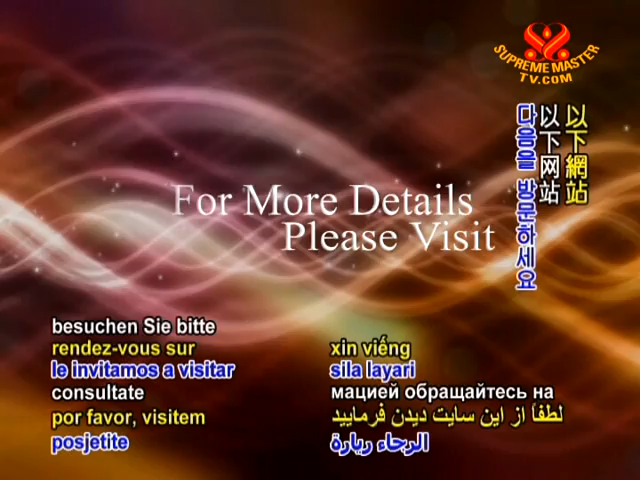 SUPREME MASTER
TV.COM
以下網站
以下网站
다음을 방문하세요
For More Details
Please Visit
besuchen Sie bitte
rendez-vous sur
le invitamos a visitar
consultate
por favor, visitem
posjetite
xin viếng
sila layari
мацией обращайтесь на
لطفاً از این سایت دیدن فرمایید
الرجاء زيارة